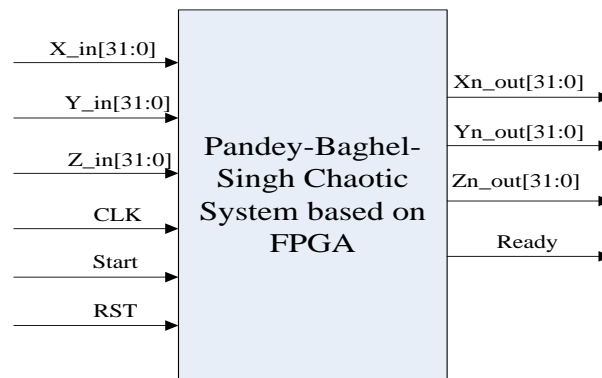 X_in[31:0]
Y_in[31:0]
Z_in[31:0]
CLK
Start
RST
Pandey-Baghel-
Singh Chaotic
System based on
FPGA
Xn_out[31:0]
Yn_out[31:0]
Zn_out[31:0]
Ready